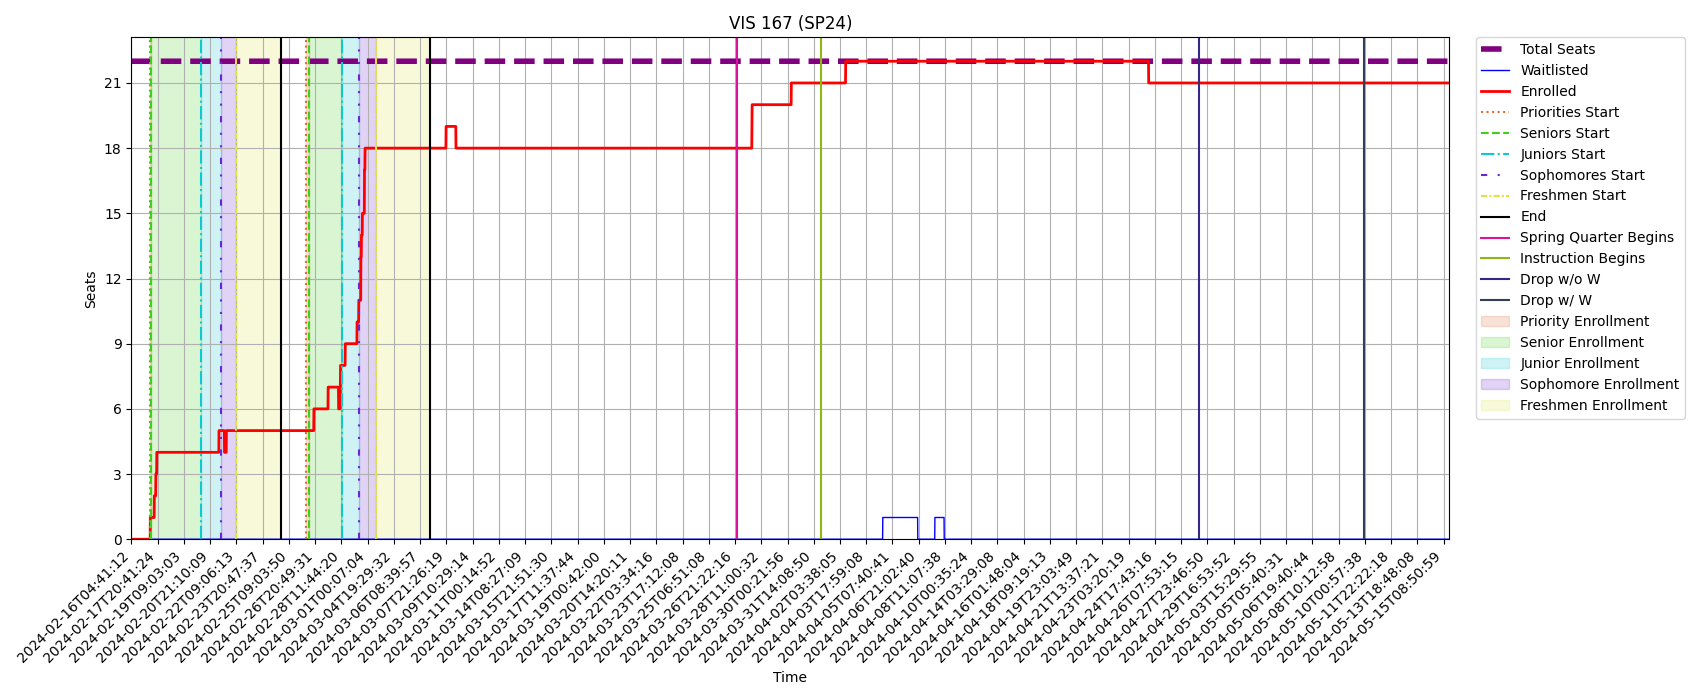 VIS 167 (SP24)
Seats
21
18
15
12
9
6
3
0
2024-02-16T04:41:12
2024-02-17T20:41:24
2024-02-19T09:03:03
2024-02-20T21:10:09
2024-02-22T09:06:13
2024-02-23T20:47:37
2024-02-25T09:03:50
2024-02-26T20:49:31
2024-02-28T11:44:20
2024-03-01T00:07:04
2024-03-04T19:29:32
2024-03-06T08:39:57
2024-03-07T21:26:19
2024-03-09T10:29:14
2024-03-11T00:14:52
2024-03-14T08:27:09
2024-03-15T21:51:30
2024-03-17T11:37:44
2024-03-19T00:42:00
2024-03-20T14:20:11
2024-03-22T03:34:16
2024-03-23T17:12:08
2024-03-25T06:51:08
2024-03-26T21:22:16
2024-03-28T11:00:32
2024-03-30T00:21:56
2024-03-31T14:08:50
2024-04-02T03:38:05
2024-04-03T17:59:08
2024-04-05T07:40:41
2024-04-06T21:02:40
2024-04-08T11:07:38
2024-04-10T00:35:24
2024-04-14T03:29:08
2024-04-16T01:48:04
2024-04-18T09:19:13
2024-04-19T23:03:49
2024-04-21T13:37:21
2024-04-23T03:20:19
2024-04-24T17:43:16
2024-04-26T07:53:15
2024-04-27T23:46:50
2024-04-29T16:53:52
2024-05-03T15:29:55
2024-05-05T05:40:31
2024-05-06T19:40:44
2024-05-08T10:12:58
2024-05-10T00:57:38
2024-05-11T22:22:18
2024-05-13T18:48:08
2024-05-15T08:50:59
Time
Total Seats
Waitlisted
Enrolled
Priorities Start
Seniors Start
Juniors Start
Sophomores Start
Freshmen Start
End
Spring Quarter Begins
Instruction Begins
Drop w/o W
Drop w/ W
Priority Enrollment
Senior Enrollment
Junior Enrollment
Sophomore Enrollment
Freshmen Enrollment